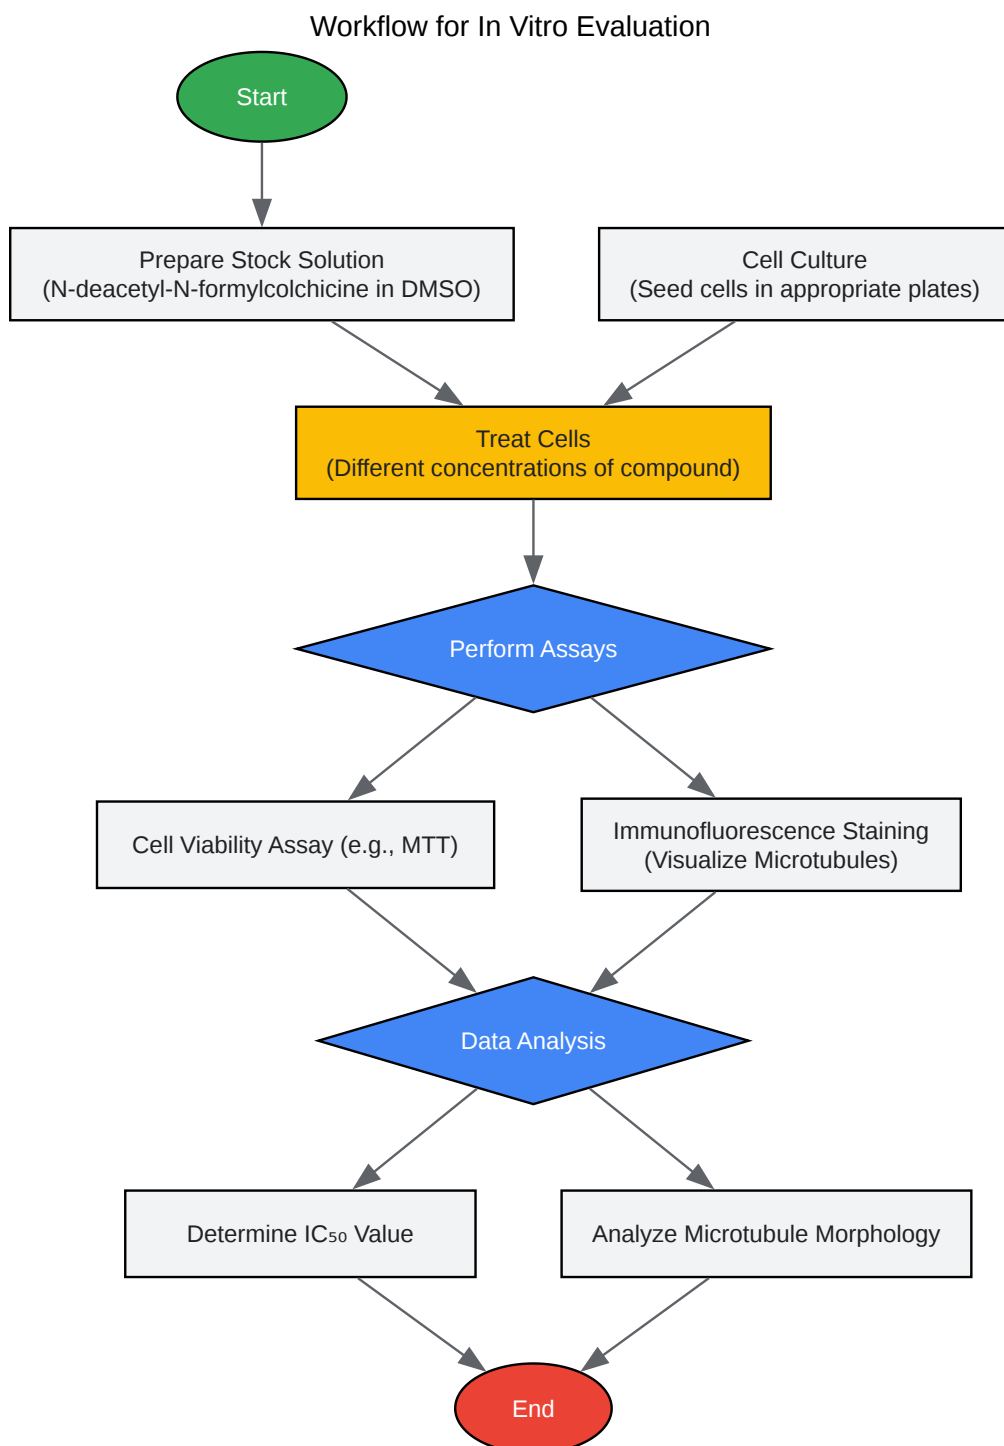 Workflow for In Vitro Evaluation
Start
Prepare Stock Solution
(N-deacetyl-N-formylcolchicine in DMSO)
Cell Culture
(Seed cells in appropriate plates)
Treat Cells
(Different concentrations of compound)
Perform Assays
Cell Viability Assay (e.g., MTT)
Immunofluorescence Staining
(Visualize Microtubules)
Data Analysis
Determine IC₅₀ Value
Analyze Microtubule Morphology
End